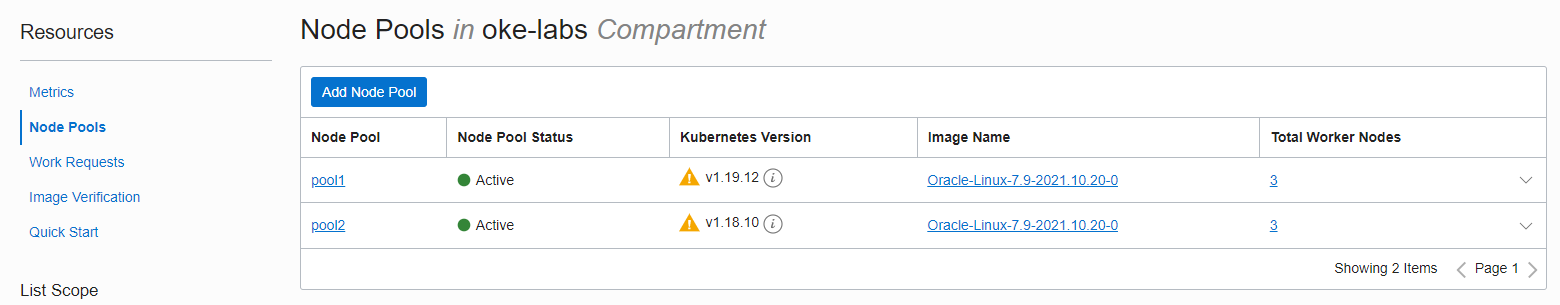 Resources
Metrics
Node Pools
Work Requests
Image Verification
Quick Start
List Scope
Node Pools in oke-labs Compartment
Add Node Pool
Node Pool Node Pool Status Kubernetes Version Image Name Total Worker Nodes
pool1 Active v1.19.12 Oracle-Linux-7.9-2021.10.20-0 3
pool2 Active v1.18.10 Oracle-Linux-7.9-2021.10.20-0 3
Showing 2 Items Page 1